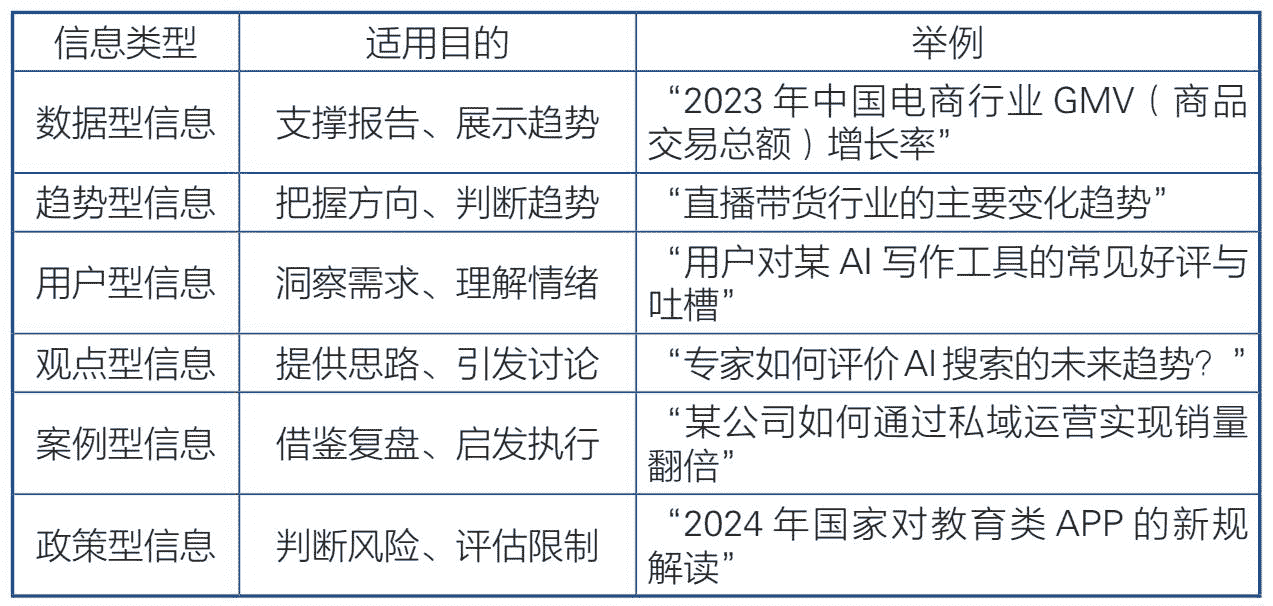 信息类型 适用目的 举例
数据型信息 支撑报告、展示趋势 “2023 年中国电商行业 GMV（商品
交易总额）增长率”
趋势型信息 把握方向、判断趋势 “直播带货行业的主要变化趋势”
用户型信息 洞察需求、理解情绪 “用户对某 AI 写作工具的常见好评与
吐槽”
观点型信息 提供思路、引发讨论 “专家如何评价 AI 搜索的未来趋势？”
案例型信息 借鉴复盘、启发执行 “某公司如何通过私域运营实现销量
翻倍”
政策型信息 判断风险、评估限制 “2024 年国家对教育类 APP 的新规
解读”